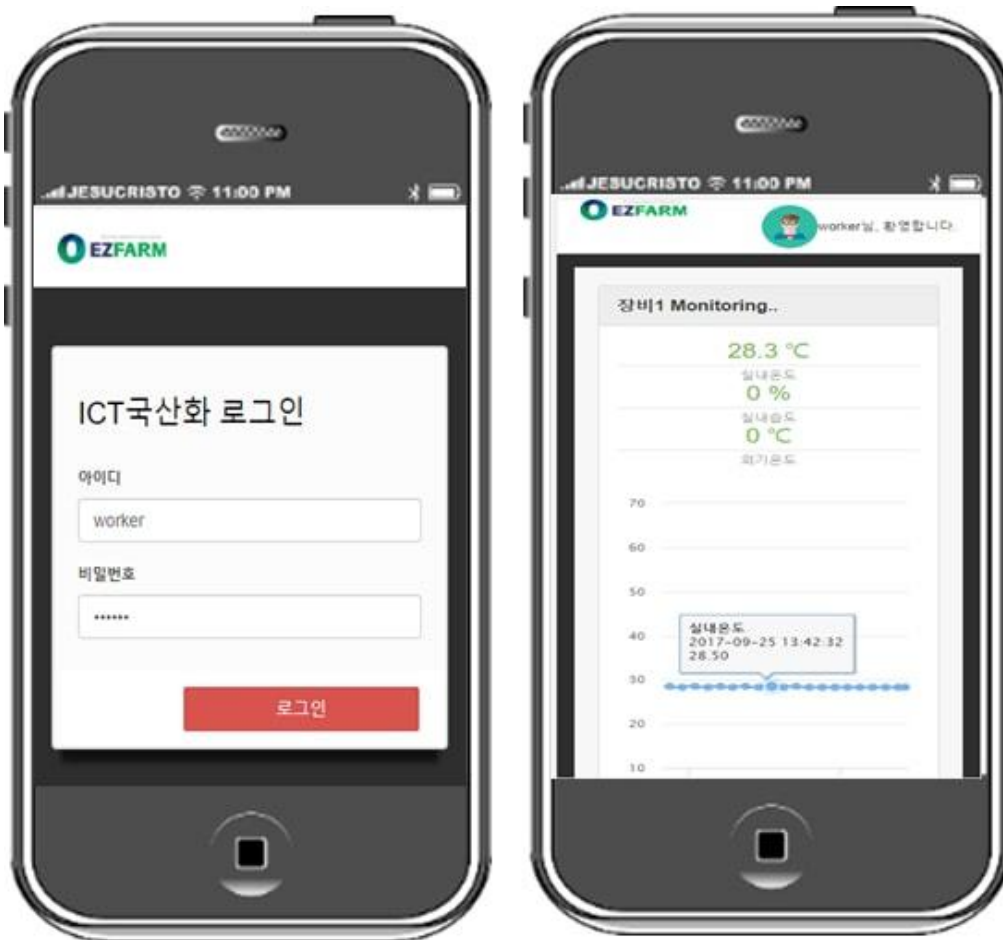 JESUCRISTO 11:00 PM
EZFARM
ICT국산화 로그인
아이디
worker
비밀번호
••••••
로그인
JESUCRISTO 11:00 PM
EZFARM
worker님, 환영합니다.
장비1 Monitoring..
28.3 ℃
실내온도
0 %
실내습도
0 ℃
외기온도
70
60
50
40
실내온도
2017-09-25 13:42:32
28.50
30
20
10